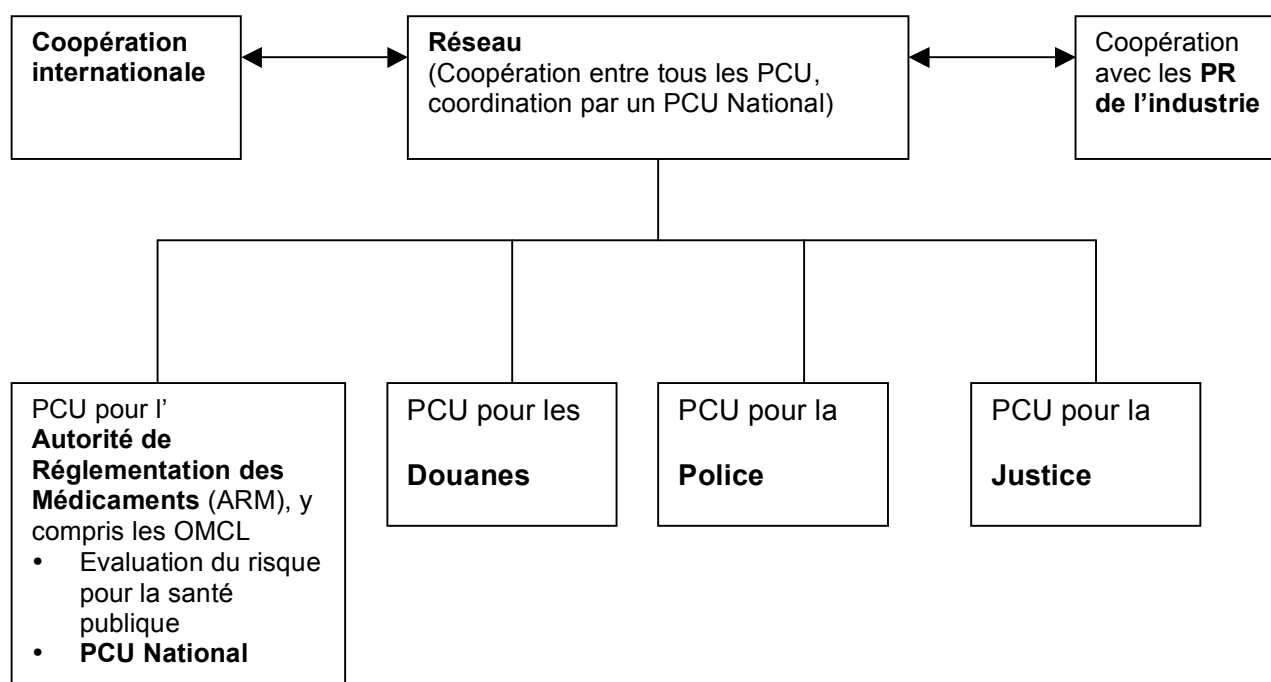 Coopération
internationale
Réseau
(Coopération entre tous les PCU,
coordination par un PCU National)
Coopération
avec les PR
de l’industrie
PCU pour l’
Autorité de
Réglementation des
Médicaments (ARM), y
compris les OMCL
• Evaluation du risque
pour la santé
publique
• PCU National
PCU pour les
Douanes
PCU pour la
Police
PCU pour la
Justice